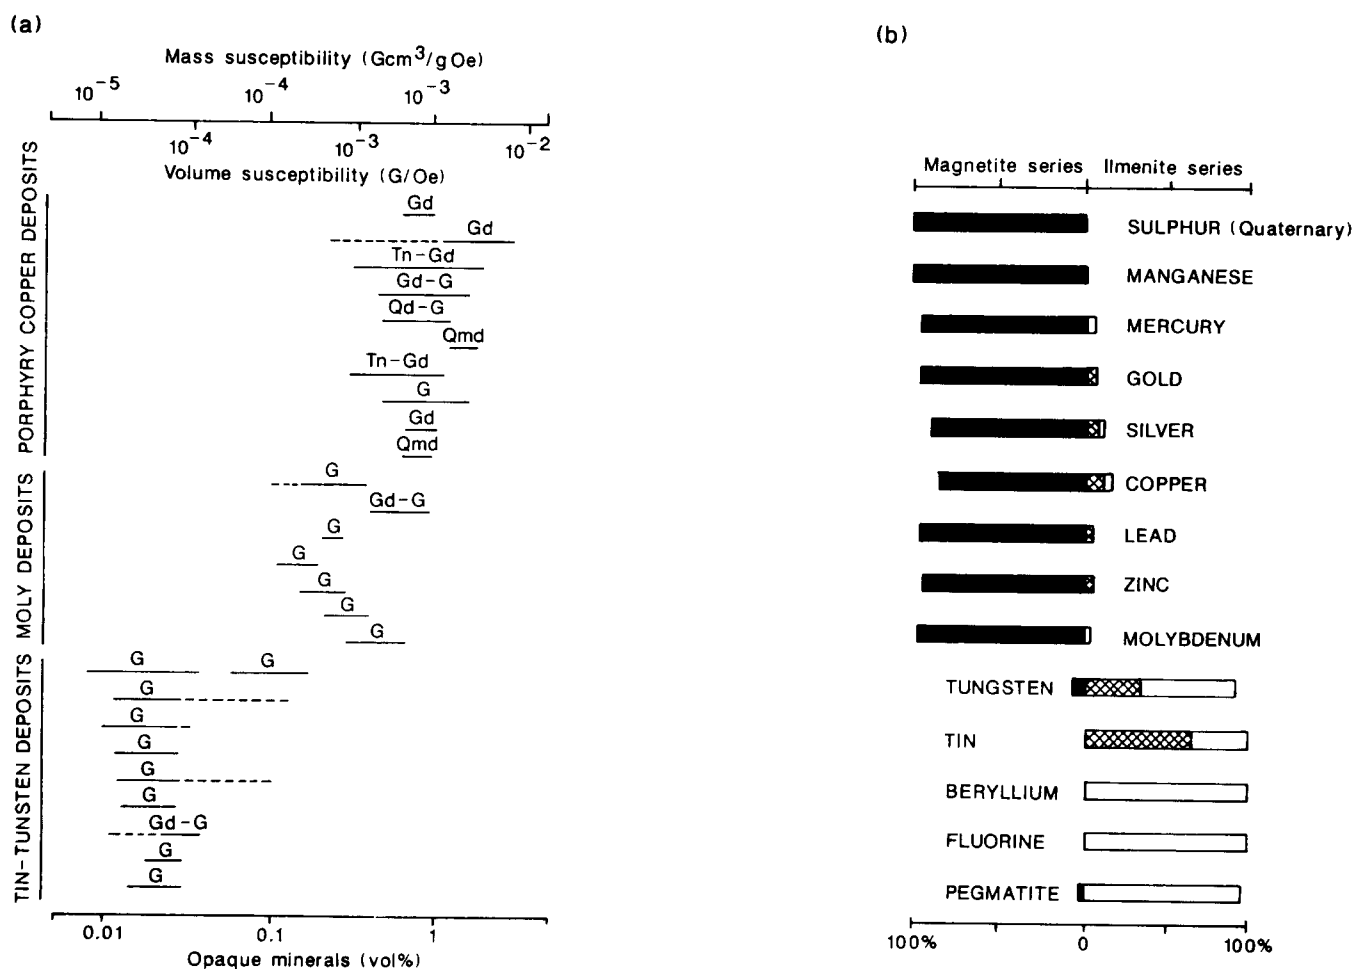 (a)
Mass susceptibility (Gcm³/g Oe)
10⁻⁵ 10⁻⁴ 10⁻³
10⁻⁴ 10⁻³ 10⁻²
Volume susceptibility (G/Oe)
PORPHYRY COPPER DEPOSITS
Gd
Gd
Tn-Gd
Gd-G
Qd-G
Qmd
Tn-Gd
G
Gd
Qmd
MOLY DEPOSITS
G
Gd-G
G
G
G
G
G
TIN-TUNSTEN DEPOSITS
G G
G
G
G
G
G
Gd-G
G
G
0.01 0.1 1
Opaque minerals (vol%)
(b)
Magnetite series Ilmenite series
SULPHUR (Quaternary)
MANGANESE
MERCURY
GOLD
SILVER
COPPER
LEAD
ZINC
MOLYBDENUM
TUNGSTEN
TIN
BERYLLIUM
FLUORINE
PEGMATITE
100% 0 100%